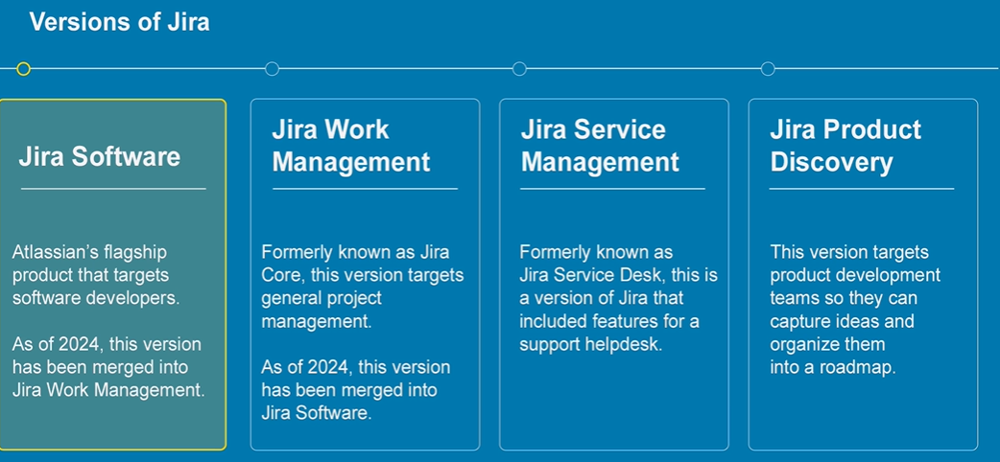 Versions of Jira
Jira Software
Atlassian’s flagship
product that targets
software developers.
As of 2024, this version
has been merged into
Jira Work Management.
Jira Work
Management
Formerly known as Jira
Core, this version targets
general project
management.
As of 2024, this version
has been merged into
Jira Software.
Jira Service
Management
Formerly known as
Jira Service Desk, this is
a version of Jira that
included features for a
support helpdesk.
Jira Product
Discovery
This version targets
product development
teams so they can
capture ideas and
organize them
into a roadmap.